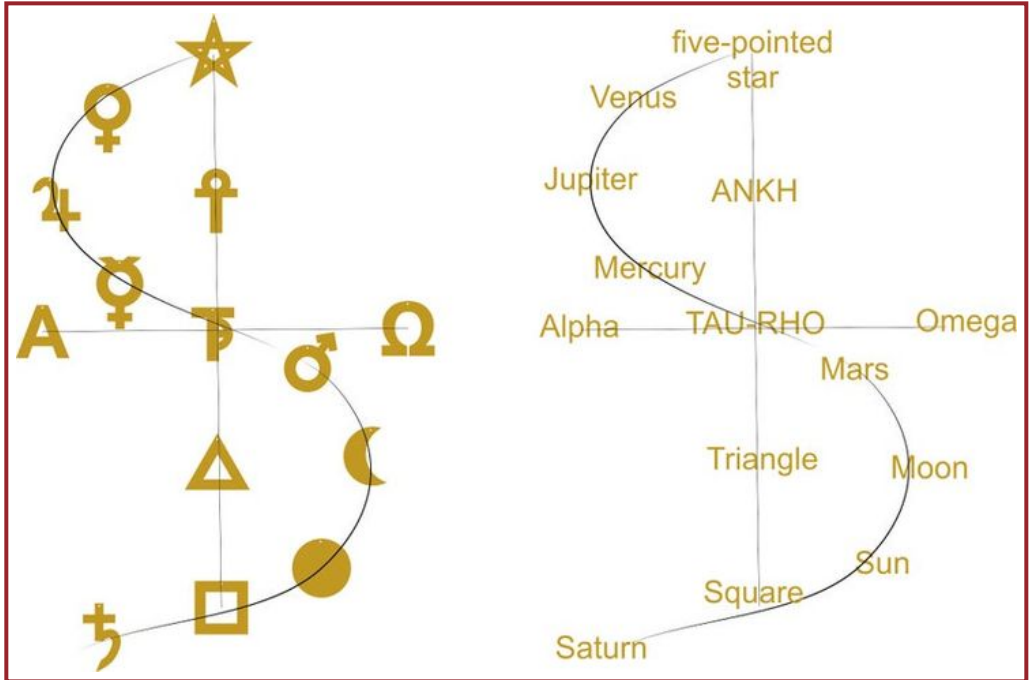 five-pointed
star
Venus
Jupiter
ANKH
Mercury
A
Ω
Alpha
TAU-RHO
Omega
Mars
Triangle
Moon
Sun
Square
Saturn